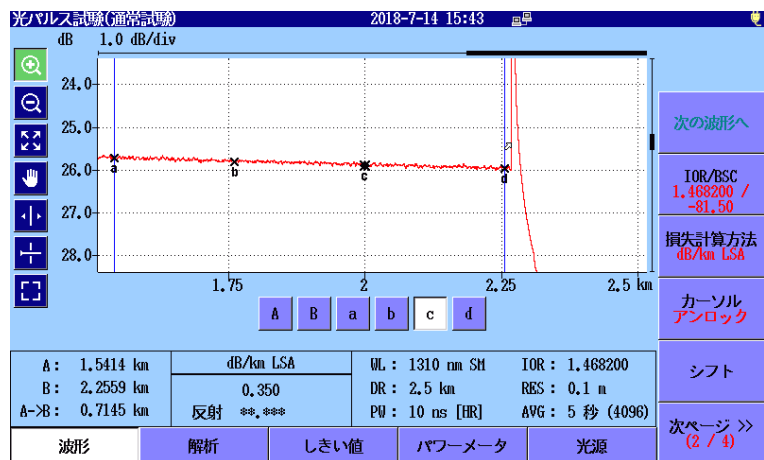 光パルス試験(通常試験) 2018-7-14 15:43
dB 1.0 dB/div
24.0
25.0
26.0
27.0
28.0
a b c d
1.75 2 2.25 2.5 km
A B a b c d
次の波形へ
IOR/BSC
1.468200 /
-81.50
損失計算方法
dB/km LSA
カーソル
アンロック
シフト
次ページ >>
(2 / 4)
A: 1.5414 km
B: 2.2559 km
A->B: 0.7145 km
dB/km LSA
0.350
反射 **.***
WL: 1310 nm SM IOR: 1.468200
DR: 2.5 km RES: 0.1 m
PW: 10 ns [HR] AVG: 5 秒 (4096)
波形 解析 しきい値 パワーメータ 光源